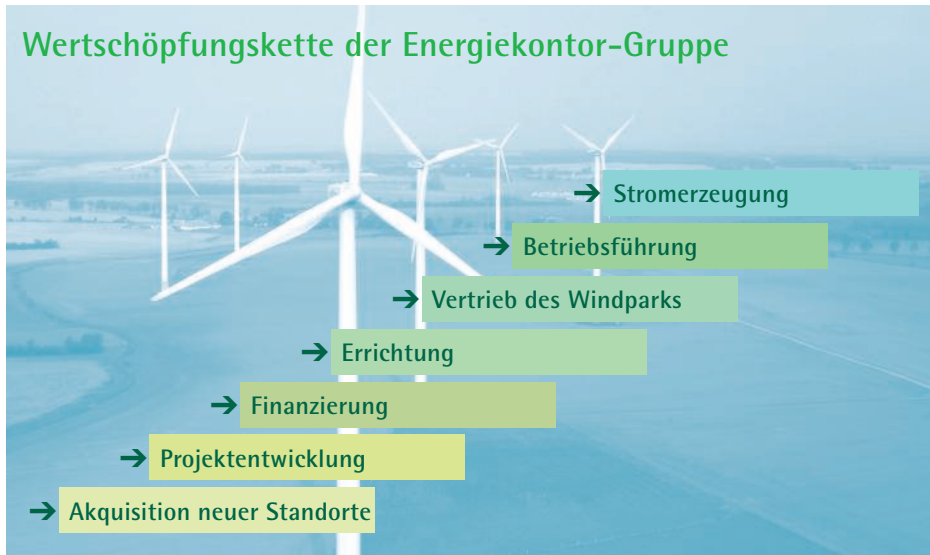 Wertschöpfungskette der Energiekontor-Gruppe
➔ Stromerzeugung
➔ Betriebsführung
➔ Vertrieb des Windparks
➔ Errichtung
➔ Finanzierung
➔ Projektentwicklung
➔ Akquisition neuer Standorte